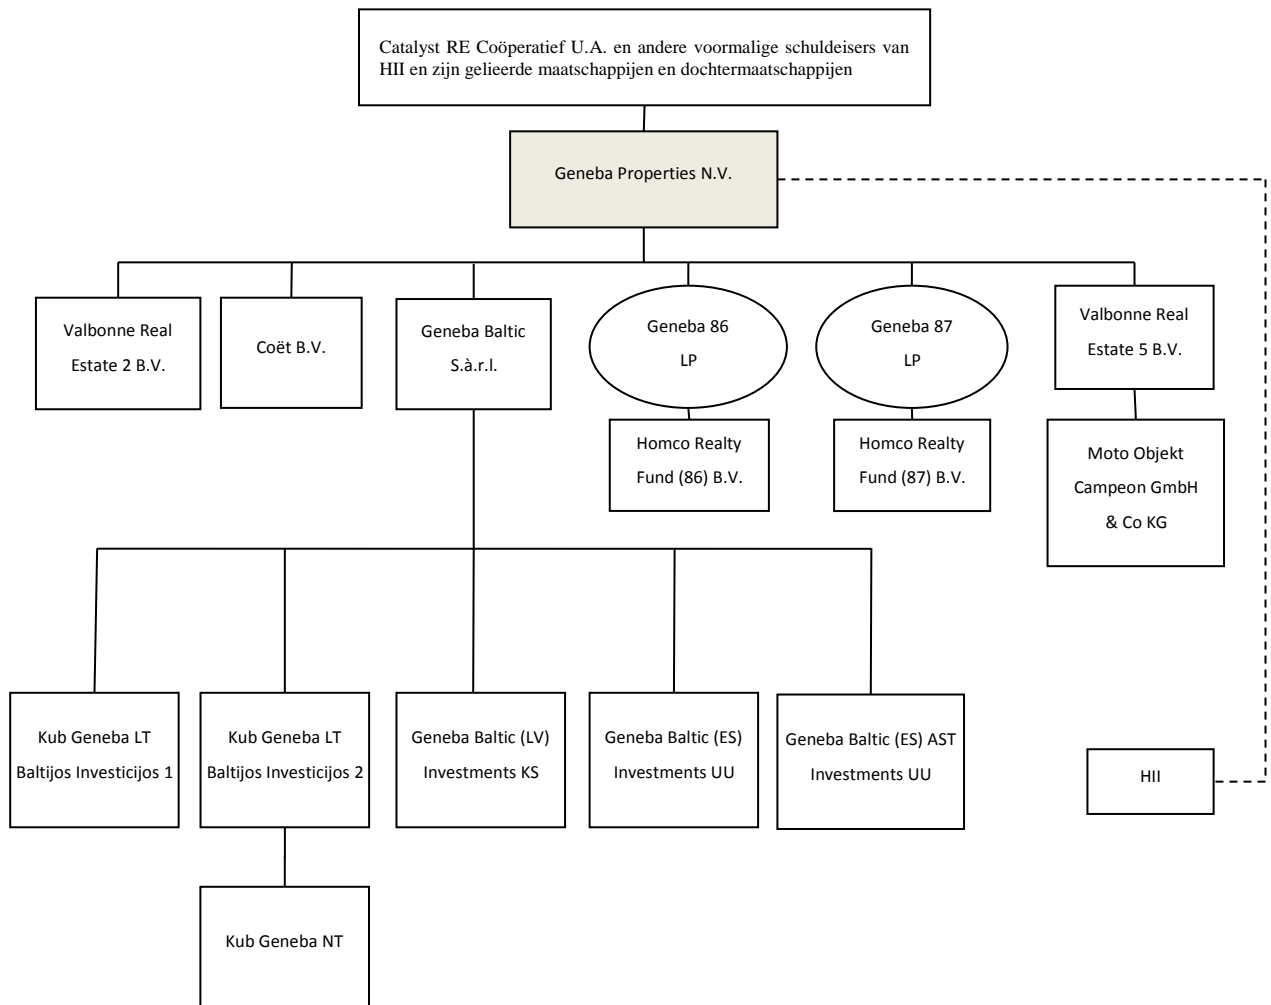 Catalyst RE Coöperatief U.A. en andere voormalige schuldeisers van
HII en zijn gelieerde maatschappijen en dochtermaatschappijen
Geneba Properties N.V.
Valbonne Real
Estate 2 B.V.
Coët B.V.
Geneba Baltic
S.à.r.l.
Geneba 86
LP
Geneba 87
LP
Valbonne Real
Estate 5 B.V.
Homco Realty
Fund (86) B.V.
Homco Realty
Fund (87) B.V.
Moto Objekt
Campeon GmbH
& Co KG
Kub Geneba LT
Baltijos Investicijos 1
Kub Geneba LT
Baltijos Investicijos 2
Geneba Baltic (LV)
Investments KS
Geneba Baltic (ES)
Investments UU
Geneba Baltic (ES) AST
Investments UU
HII
Kub Geneba NT